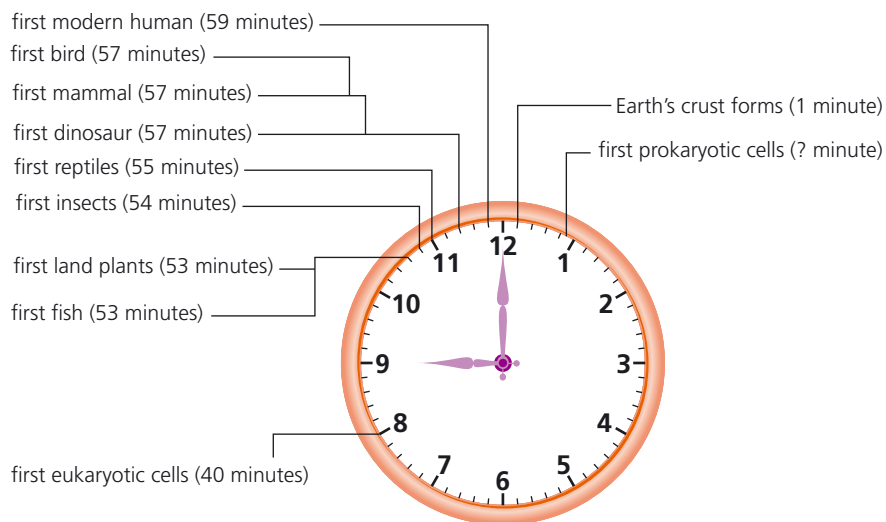 first modern human (59 minutes)
first bird (57 minutes)
first mammal (57 minutes)
first dinosaur (57 minutes)
first reptiles (55 minutes)
first insects (54 minutes)
first land plants (53 minutes)
first fish (53 minutes)
first eukaryotic cells (40 minutes)
Earth’s crust forms (1 minute)
first prokaryotic cells (? minute)
12
1
2
3
4
5
6
7
8
9
10
11